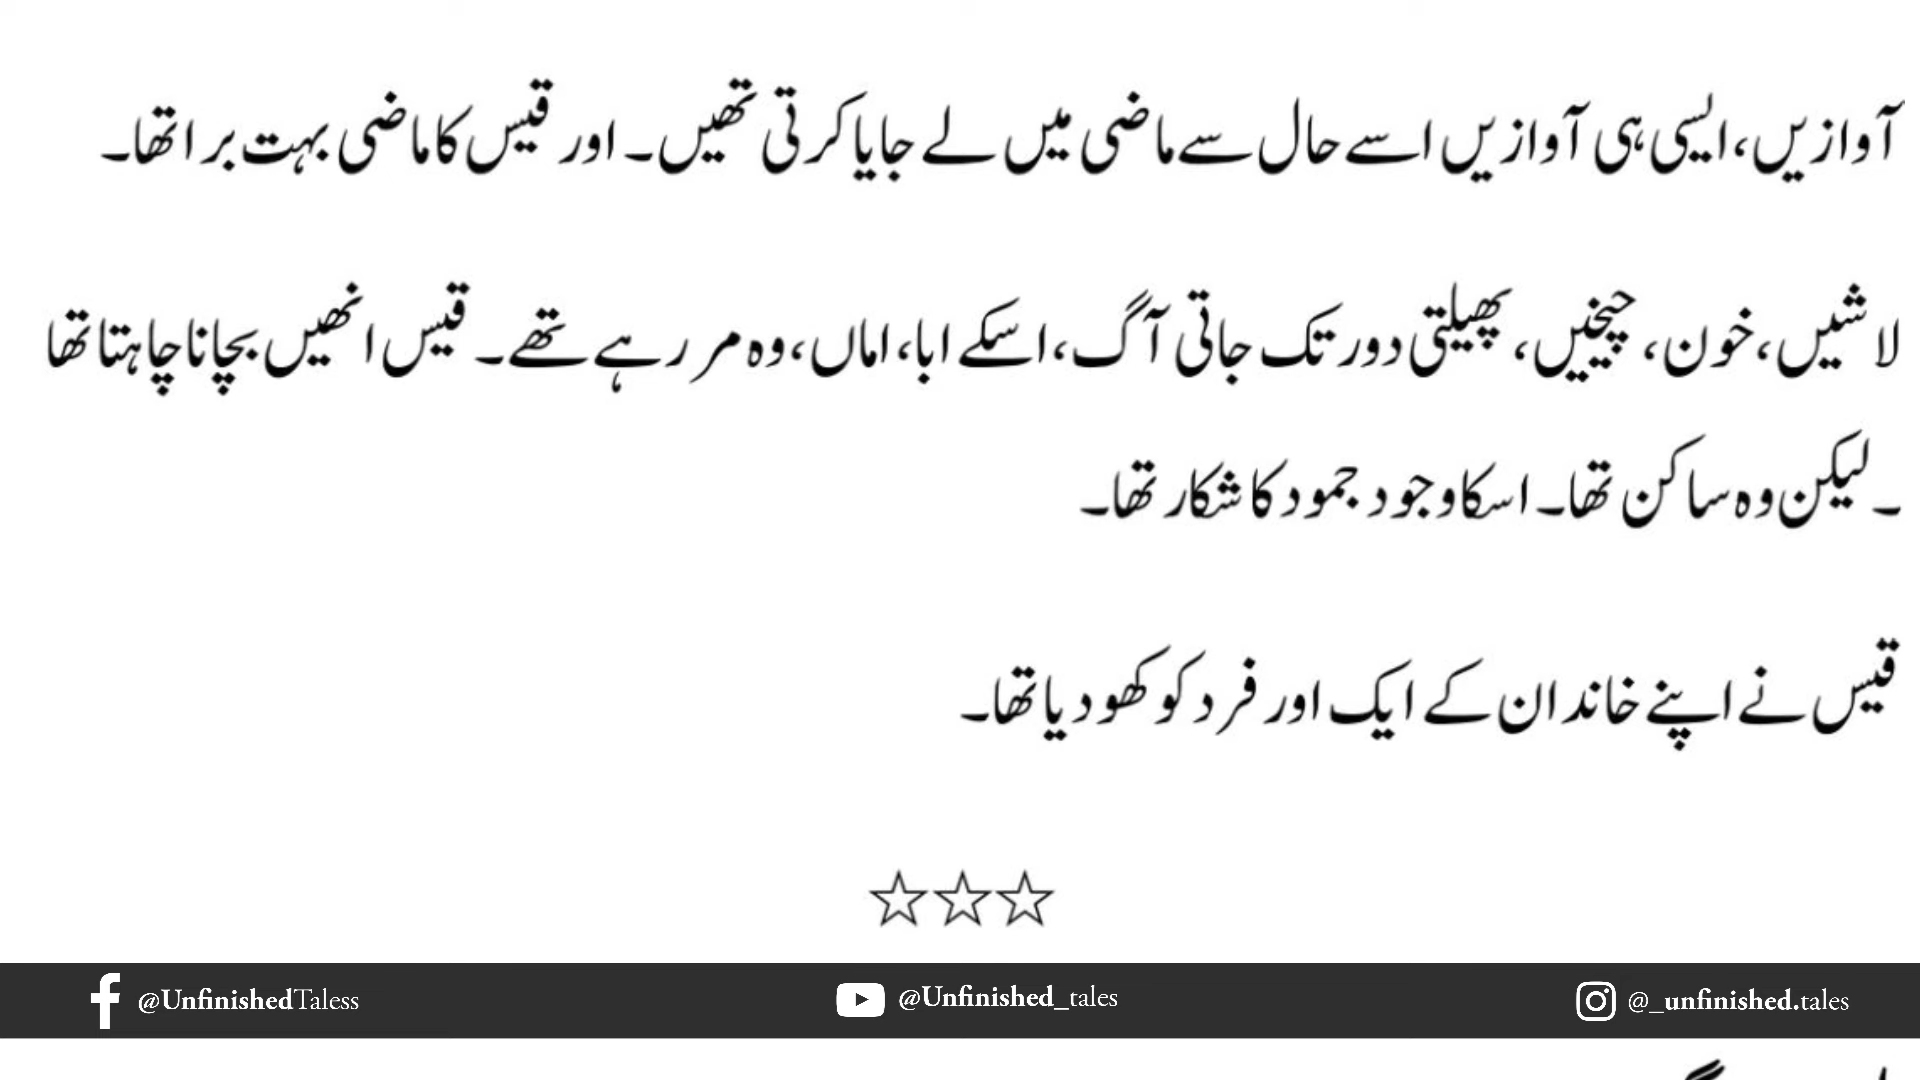 آوازیں، ایسی ہی آوازیں اسے حال سے ماضی میں لے جایا کرتی تھیں۔ اور قیس کا ماضی بہت برا تھا۔
لاشیں، خون، چیخیں، پھیلتی دور تک جاتی آگ، اسکے ابا، اماں، وہ مر رہے تھے۔ قیس انھیں بچانا چاہتا تھا
۔ لیکن وہ ساکن تھا۔ اسکا وجود جمود کا شکار تھا۔
قیس نے اپنے خاندان کے ایک اور فرد کو کھو دیا تھا۔
☆☆☆
@UnfinishedTaless
@Unfinished_tales
@_unfinished.tales